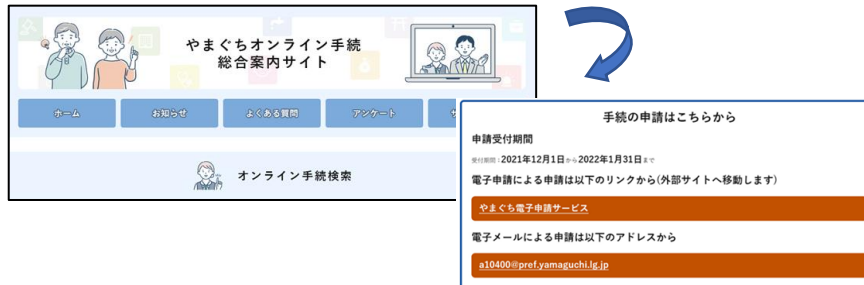 やまぐちオンライン手続
総合案内サイト
ホーム
お知らせ
よくある質問
アンケート
オンライン手続検索
手続の申請はこちらから
申請受付期間
受付期間:2021年12月1日から2022年1月31日まで
電子申請による申請は以下のリンクから(外部サイトへ移動します)
やまぐち電子申請サービス
電子メールによる申請は以下のアドレスから
a10400@pref.yamaguchi.lg.jp